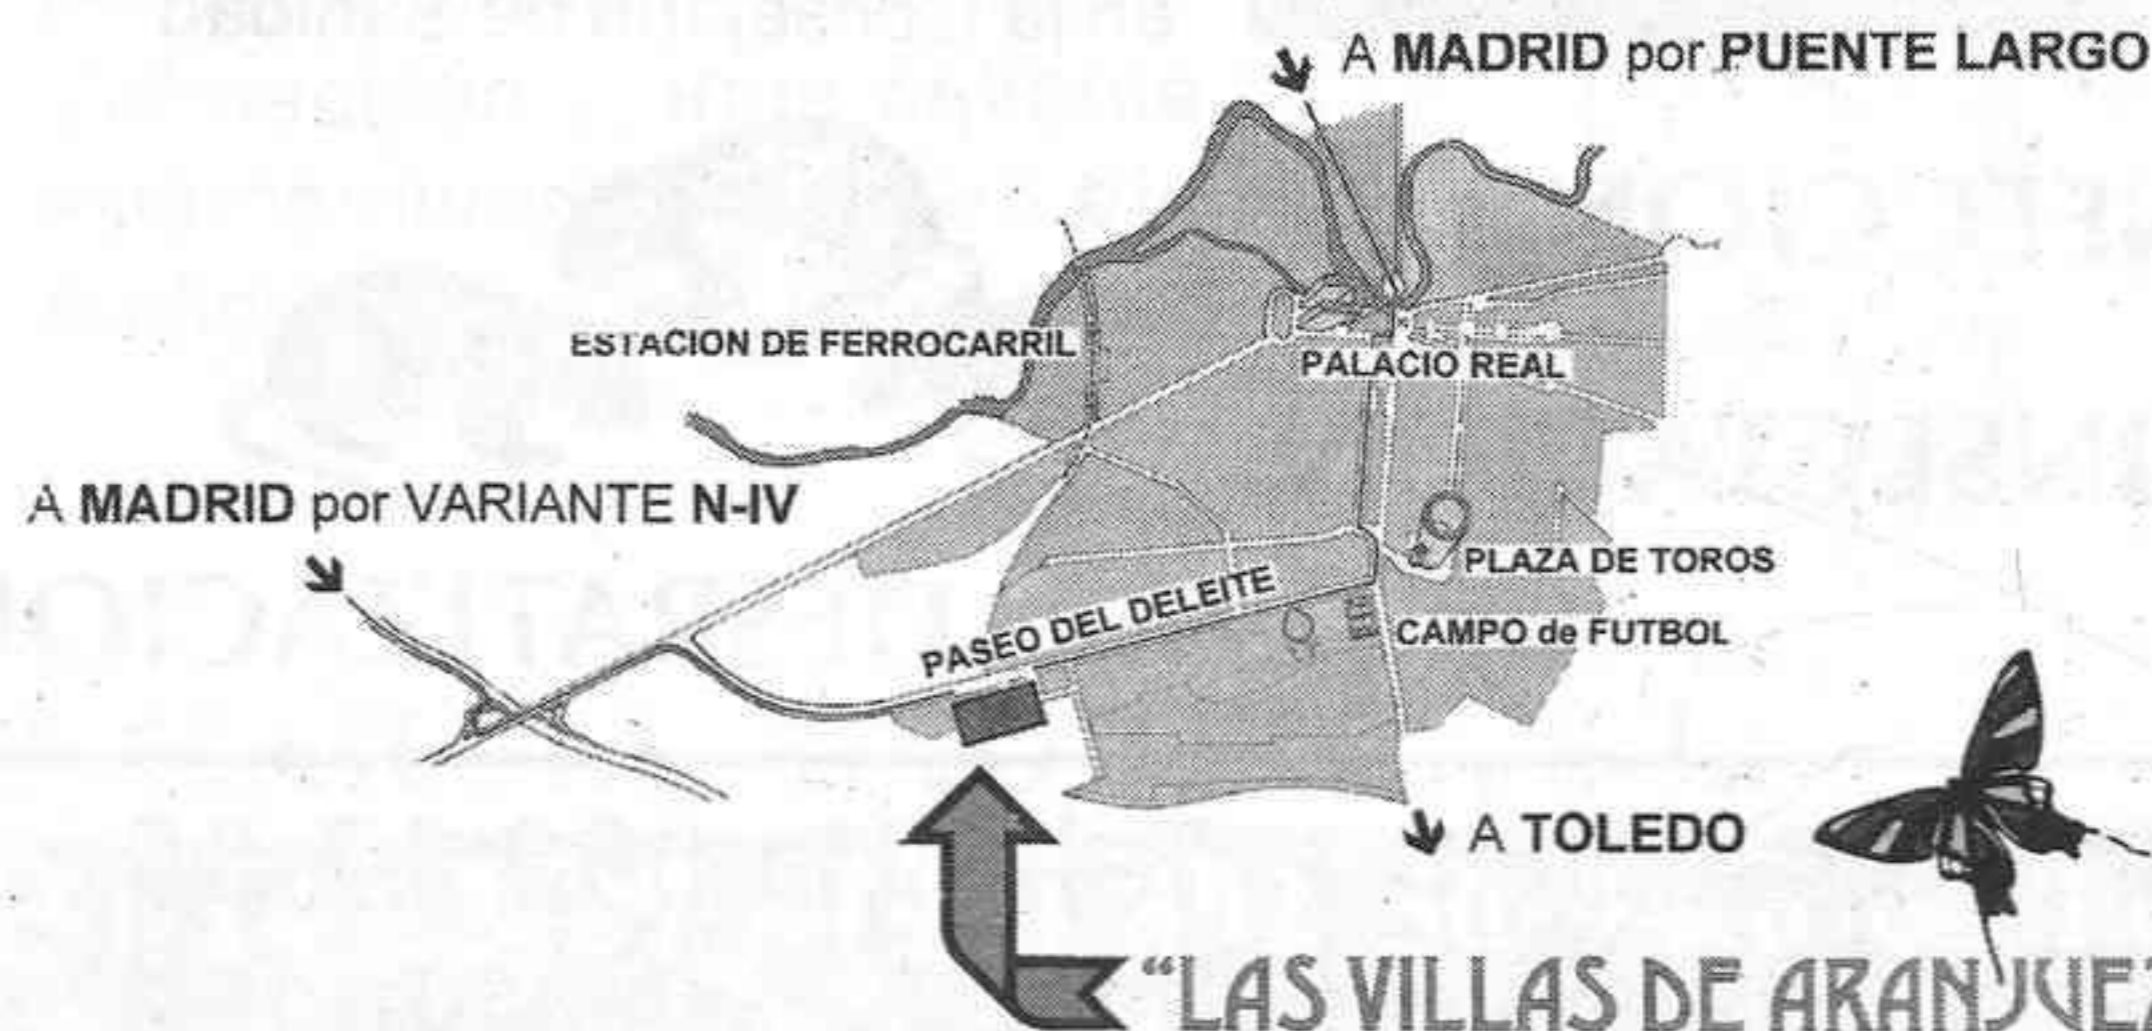 A MADRID por PUENTE LARGO
ESTACION DE FERROCARRIL
PALACIO REAL
A MADRID por VARIANTE N-IV
PLAZA DE TOROS
PASEO DEL DELEITE
CAMPO de FUTBOL
A TOLEDO
“LAS VILLAS DE ARANJUEZ